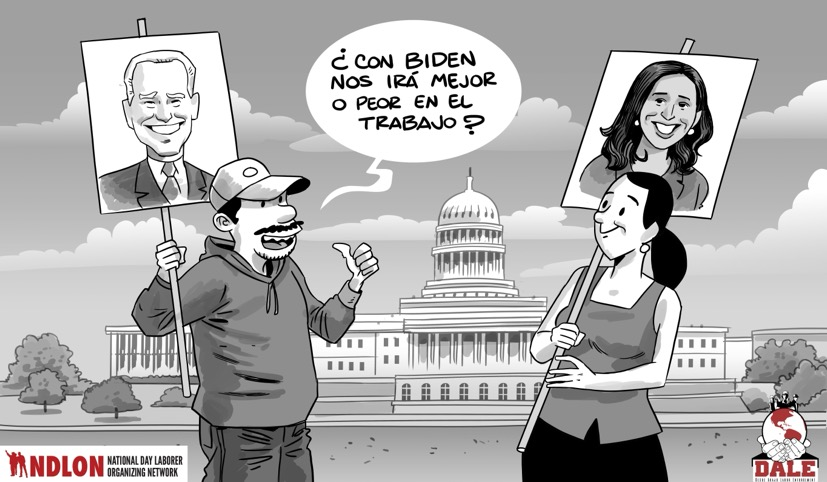 ¿CON BIDEN
NOS IRÁ MEJOR
O PEOR EN EL
TRABAJO?
NDLON
NATIONAL DAY LABORER
ORGANIZING NETWORK
DALE